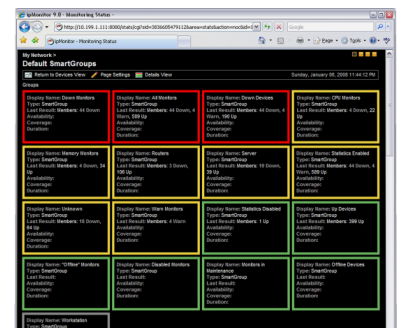 ipMonitor 9.0 - Monitoring Status -
Google
ipMonitor - Monitoring Status
Page
Tools
My Network >
Default SmartGroups
Return to Devices View
Page Settings
Details View
Sunday, January 06, 2008 11:44:12 PM
Groups
Display Name: Down Monitors
Type: SmartGroup
Last Result: Members: 44 Down
Availability:
Coverage:
Duration:
Display Name: All Monitors
Type: SmartGroup
Last Result: Members: 44 Down, 4
Warn, 589 Up
Availability:
Coverage:
Duration:
Display Name: Down Devices
Type: SmartGroup
Last Result: Members: 44 Down, 4
Warn, 196 Up
Availability:
Coverage:
Duration:
Display Name: CPU Monitors
Type: SmartGroup
Last Result: Members: 4 Down, 22
Up
Availability:
Coverage:
Duration:
Display Name: Memory Monitors
Type: SmartGroup
Last Result: Members: 4 Down, 34
Up
Availability:
Coverage:
Duration:
Display Name: Routers
Type: SmartGroup
Last Result: Members: 3 Down,
106 Up
Availability:
Coverage:
Duration:
Display Name: Server
Type: SmartGroup
Last Result: Members: 19 Down,
39 Up
Availability:
Coverage:
Duration:
Display Name: Statistics Enabled
Type: SmartGroup
Last Result: Members: 44 Down, 4
Warn, 589 Up
Availability:
Coverage:
Duration:
Display Name: Unknown
Type: SmartGroup
Last Result: Members: 18 Down,
64 Up
Availability:
Coverage:
Duration:
Display Name: Warn Monitors
Type: SmartGroup
Last Result: Members: 4 Warn
Availability:
Coverage:
Duration:
Display Name: Statistics Disabled
Type: SmartGroup
Last Result: Members: 1 Up
Availability:
Coverage:
Duration:
Display Name: Up Devices
Type: SmartGroup
Last Result: Members: 399 Up
Availability:
Coverage:
Duration:
Display Name: "Offline" Monitors
Type: SmartGroup
Last Result:
Availability:
Coverage:
Duration:
Display Name: Disabled Monitors
Type: SmartGroup
Last Result:
Availability:
Coverage:
Duration:
Display Name: Monitors in
Maintenance
Type: SmartGroup
Last Result:
Availability:
Coverage:
Duration:
Display Name: Offline Devices
Type: SmartGroup
Last Result:
Availability:
Coverage:
Duration:
Display Name: Workstation
Type: SmartGroup